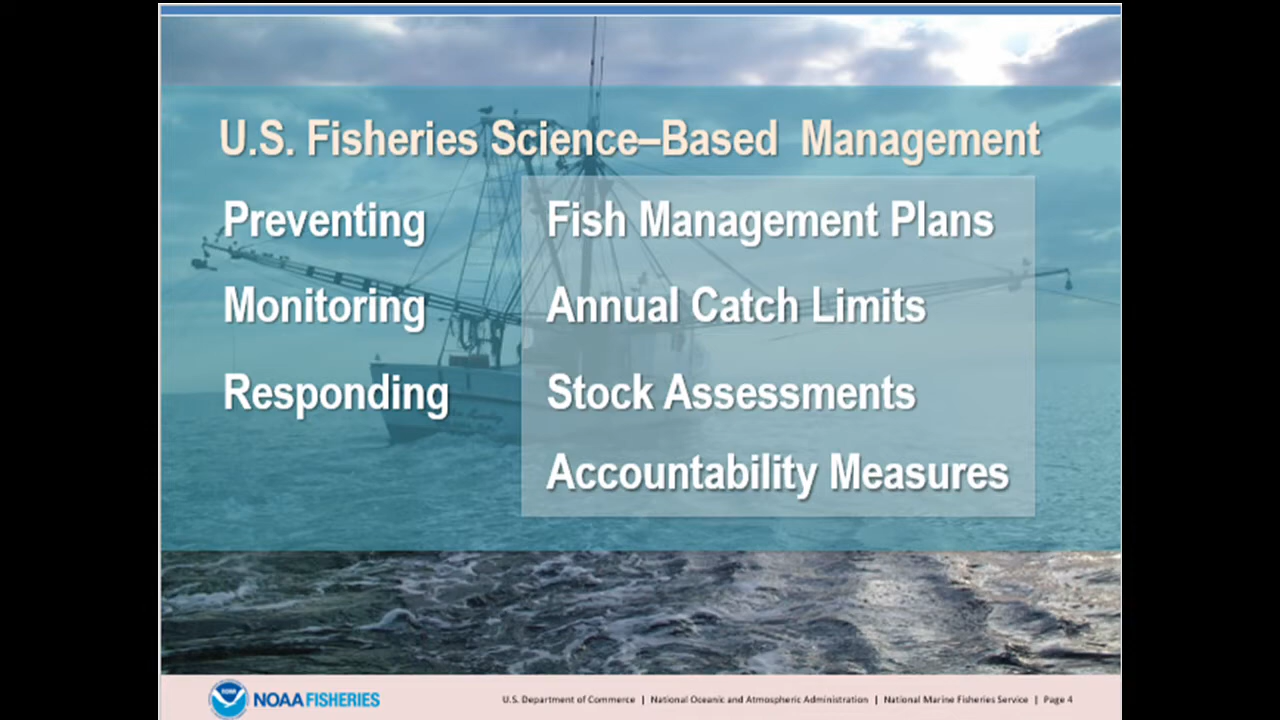 U.S. Fisheries Science–Based Management
Preventing
Monitoring
Responding
Fish Management Plans
Annual Catch Limits
Stock Assessments
Accountability Measures
NOAA FISHERIES
U.S. Department of Commerce | National Oceanic and Atmospheric Administration | National Marine Fisheries Service | Page 4